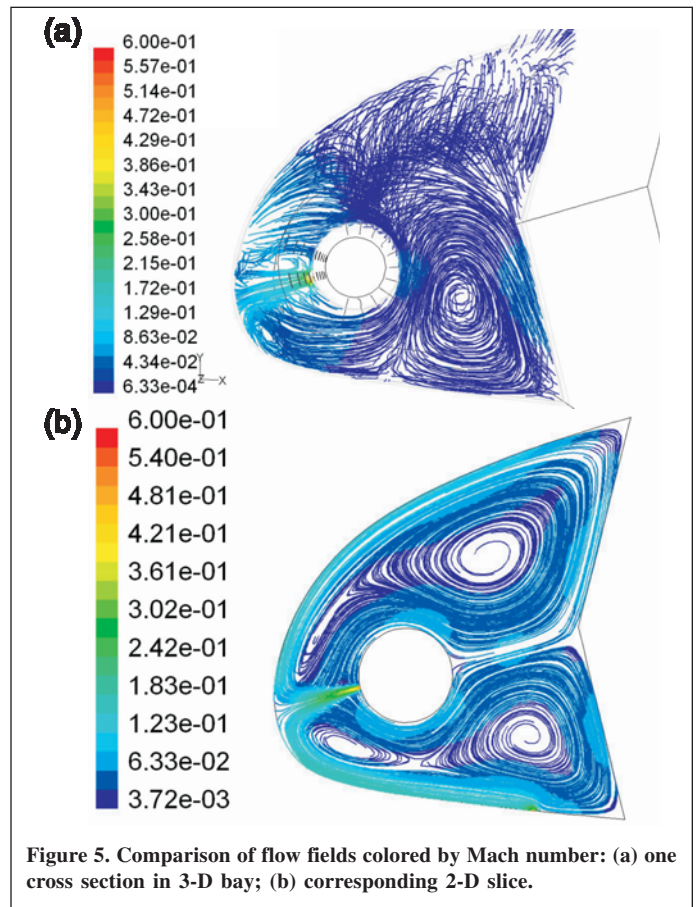 (a)
6.00e-01
5.57e-01
5.14e-01
4.72e-01
4.29e-01
3.86e-01
3.43e-01
3.00e-01
2.58e-01
2.15e-01
1.72e-01
1.29e-01
8.63e-02
4.34e-02
6.33e-04
Y
Z X
(b)
6.00e-01
5.40e-01
4.81e-01
4.21e-01
3.61e-01
3.02e-01
2.42e-01
1.83e-01
1.23e-01
6.33e-02
3.72e-03
Figure 5. Comparison of flow fields colored by Mach number: (a) one
cross section in 3-D bay; (b) corresponding 2-D slice.